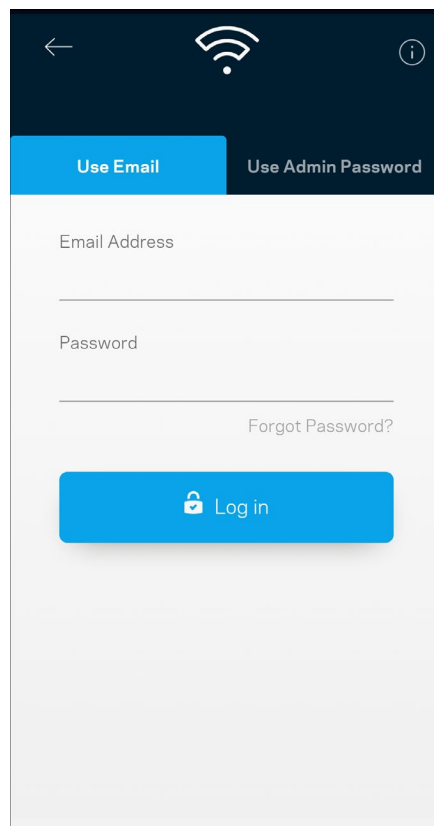 Use Email
Use Admin Password
Email Address
Password
Forgot Password?
Log in